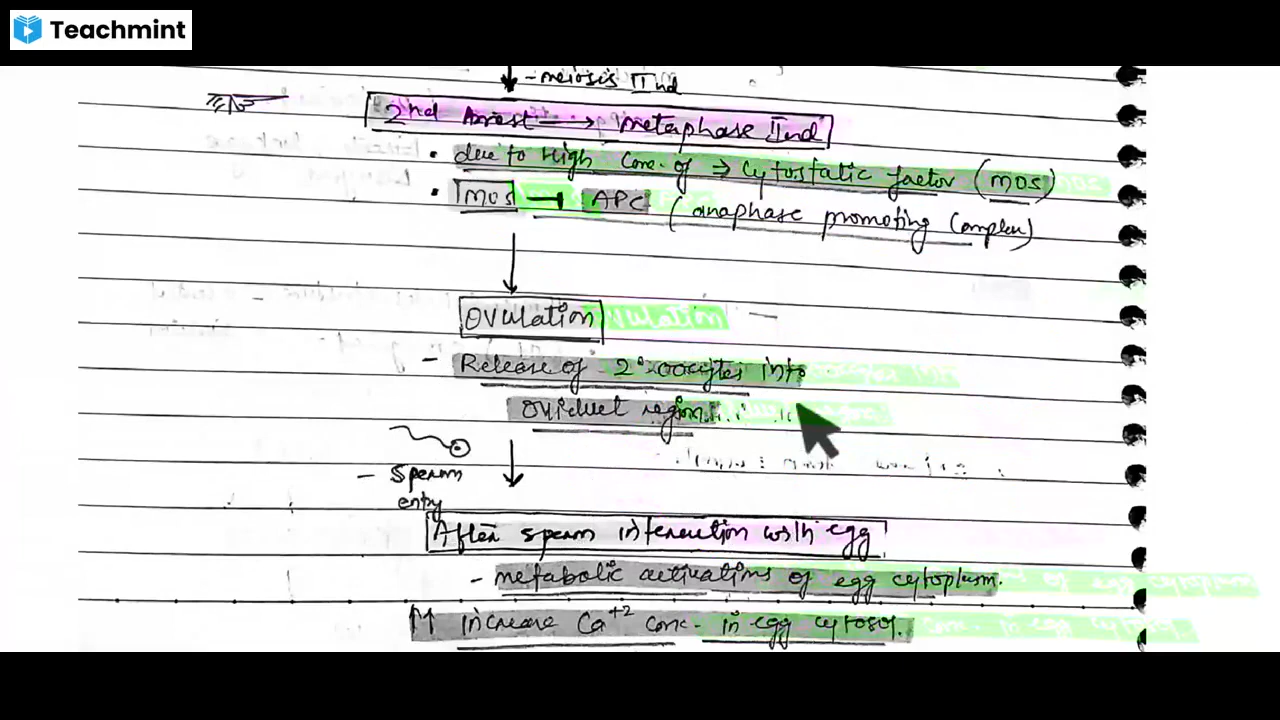 Teachmint
- meiosis IInd
2nd Arrest → metaphase IInd
• due to High Conc. of ⇒ Cytostatic factor (MOS)
• MOS ⊣ APC (anaphase promoting Complex)
OVulation
- Release of 2° oocytes into
Oviduct region
- sperm
entry
After sperm interaction with egg
- metabolic activations of egg cytoplasm.
↑↑ increase Ca+2 conc- in egg cytosol.